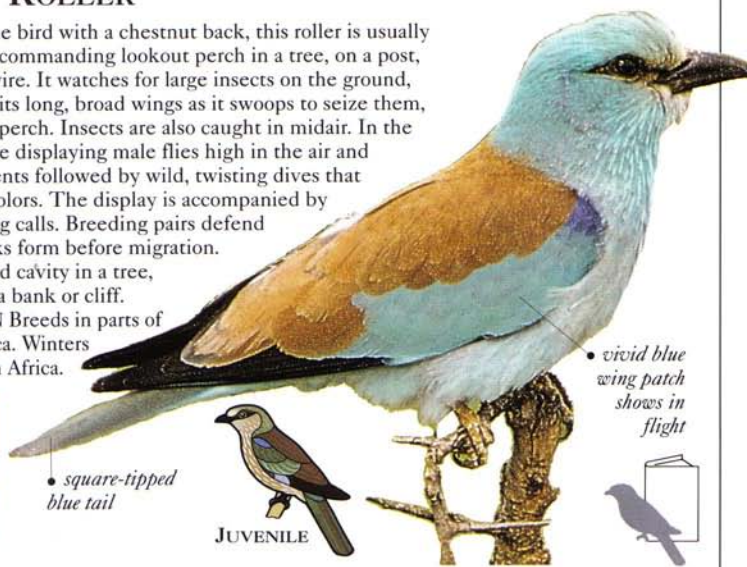 ROLLER
e bird with a chestnut back, this roller is usually
commanding lookout perch in a tree, on a post,
ire. It watches for large insects on the ground,
its long, broad wings as it swoops to seize them,
perch. Insects are also caught in midair. In the
e displaying male flies high in the air and
ents followed by wild, twisting dives that
olors. The display is accompanied by
g calls. Breeding pairs defend
ks form before migration.
d cavity in a tree,
a bank or cliff.
N Breeds in parts of
ca. Winters
Africa.
vivid blue
wing patch
shows in
flight
square-tipped
blue tail
JUVENILE